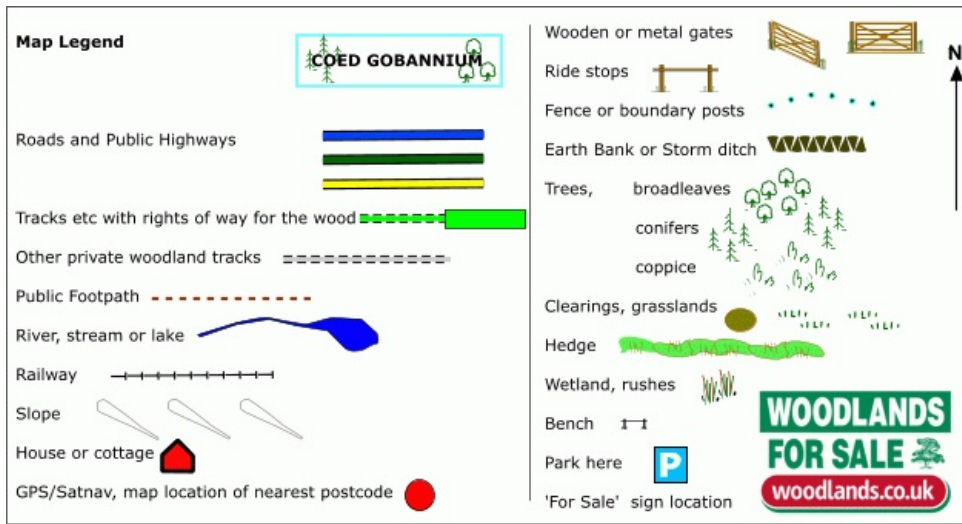 Map Legend
COED GOBANNIUM
Roads and Public Highways
Tracks etc with rights of way for the wood
Other private woodland tracks
Public Footpath
River, stream or lake
Railway
Slope
House or cottage
GPS/Satnav, map location of nearest postcode
Wooden or metal gates
N
Ride stops
Fence or boundary posts
Earth Bank or Storm ditch
Trees, broadleaves
conifers
coppice
Clearings, grasslands
Hedge
Wetland, rushes
Bench
Park here P
'For Sale' sign location
WOODLANDS
FOR SALE
woodlands.co.uk